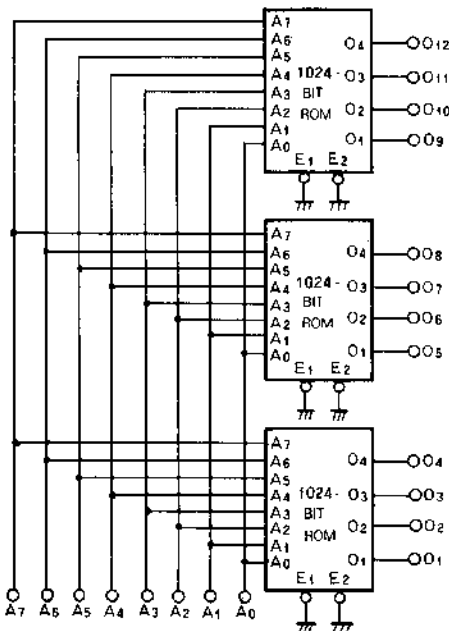 A7
A6
A5
A4 1024- O4 O12
A3 BIT O3 O11
A2 ROM O2 O10
A1
A0 O1 O9
E1 E2
A7
A6 O4 O8
A5
A4 1024- O3 O7
A3 BIT
A2 ROM O2 O6
A1
A0 O1 O5
E1 E2
A7
A6 O4 O4
A5
A4 1024- O3 O3
A3 BIT
A2 ROM O2 O2
A1
A0 O1 O1
E1 E2
A7 A6 A5 A4 A3 A2 A1 A0